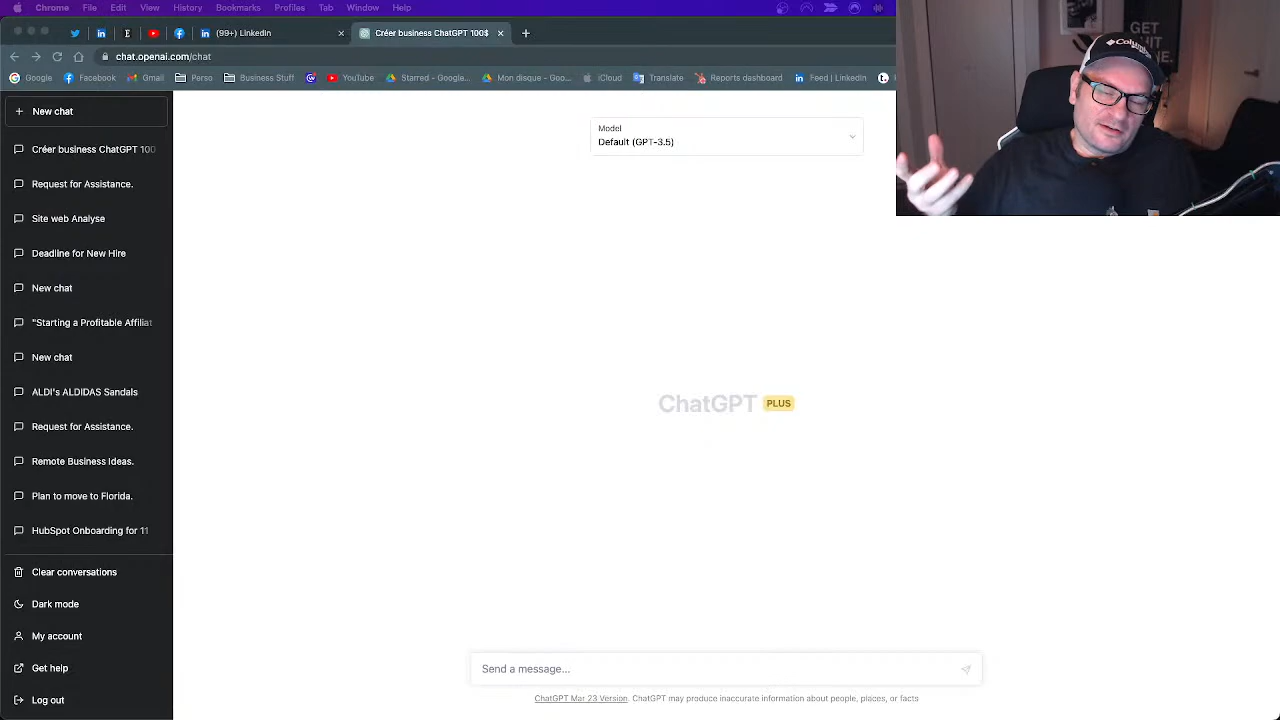 Chrome File Edit View History Bookmarks Profiles Tab Window Help
(99+) LinkedIn
Créer business ChatGPT 100$
chat.openai.com/chat
Google Facebook Gmail Perso Business Stuff YouTube Starred - Google... Mon disque - Goo... iCloud Translate Reports dashboard Feed | LinkedIn
New chat
Créer business ChatGPT 100
Request for Assistance.
Site web Analyse
Deadline for New Hire
New chat
"Starting a Profitable Affiliat
New chat
ALDI's ALDIDAS Sandals
Request for Assistance.
Remote Business Ideas.
Plan to move to Florida.
HubSpot Onboarding for 11
Clear conversations
Dark mode
My account
Get help
Log out
Model
Default (GPT-3.5)
ChatGPT PLUS
Send a message...
ChatGPT Mar 23 Version. ChatGPT may produce inaccurate information about people, places, or facts
Columbia
GET